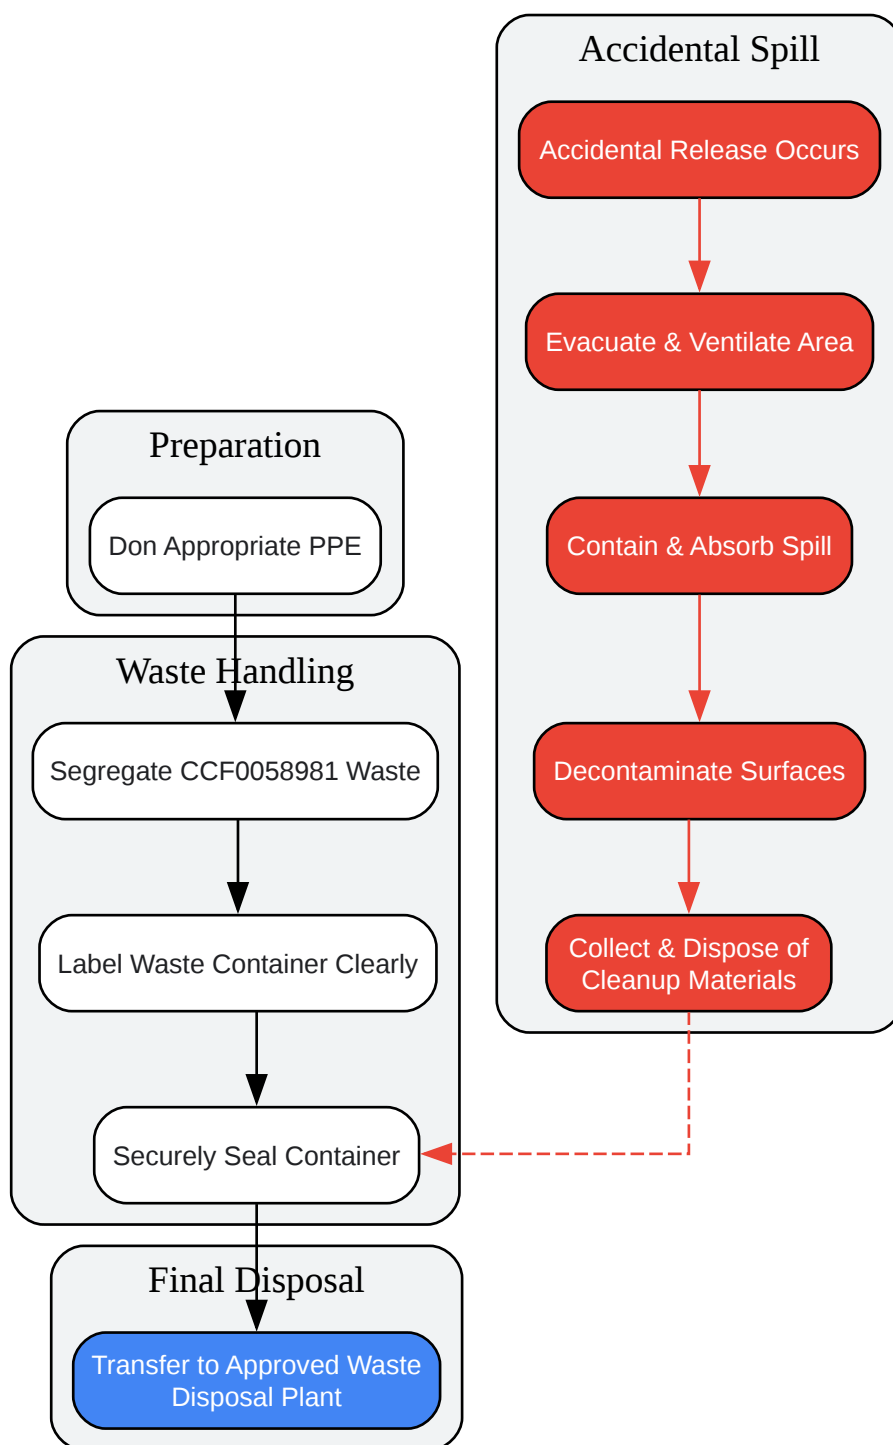 Accidental Spill
Accidental Release Occurs
Evacuate & Ventilate Area
Preparation
Don Appropriate PPE
Contain & Absorb Spill
Waste Handling
Segregate CCF0058981 Waste
Decontaminate Surfaces
Label Waste Container Clearly
Collect & Dispose of
Cleanup Materials
Securely Seal Container
Final Disposal
Transfer to Approved Waste
Disposal Plant